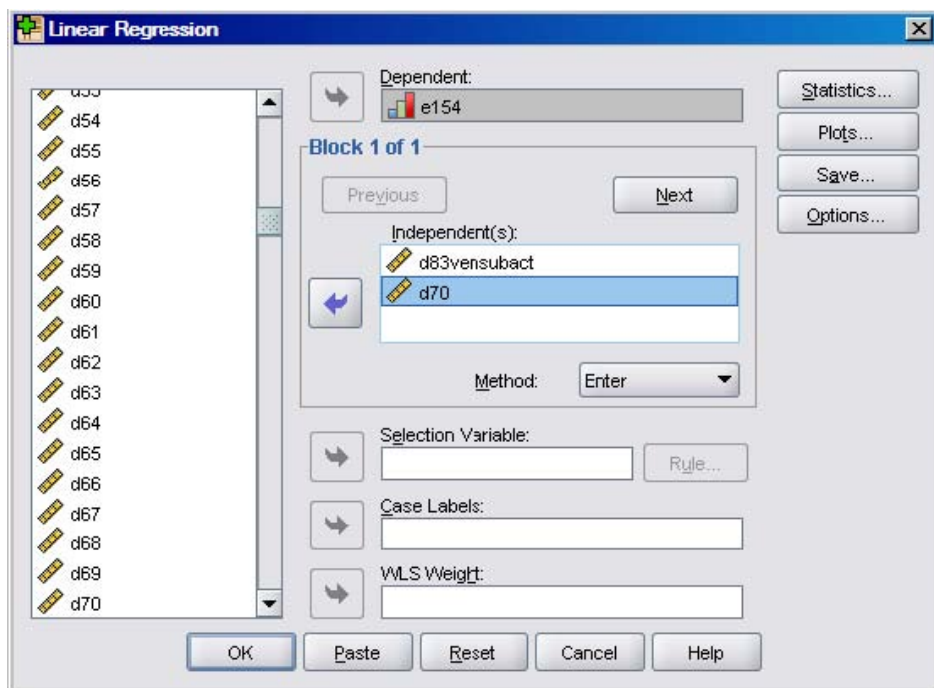 Linear Regression
d54
d55
d56
d57
d58
d59
d60
d61
d62
d63
d64
d65
d66
d67
d68
d69
d70
Dependent:
e154
Block 1 of 1
Previous
Next
Independent(s):
d83vensubact
d70
Method:
Enter
Selection Variable:
Rule...
Case Labels:
WLS Weight:
Statistics...
Plots...
Save...
Options...
OK
Paste
Reset
Cancel
Help